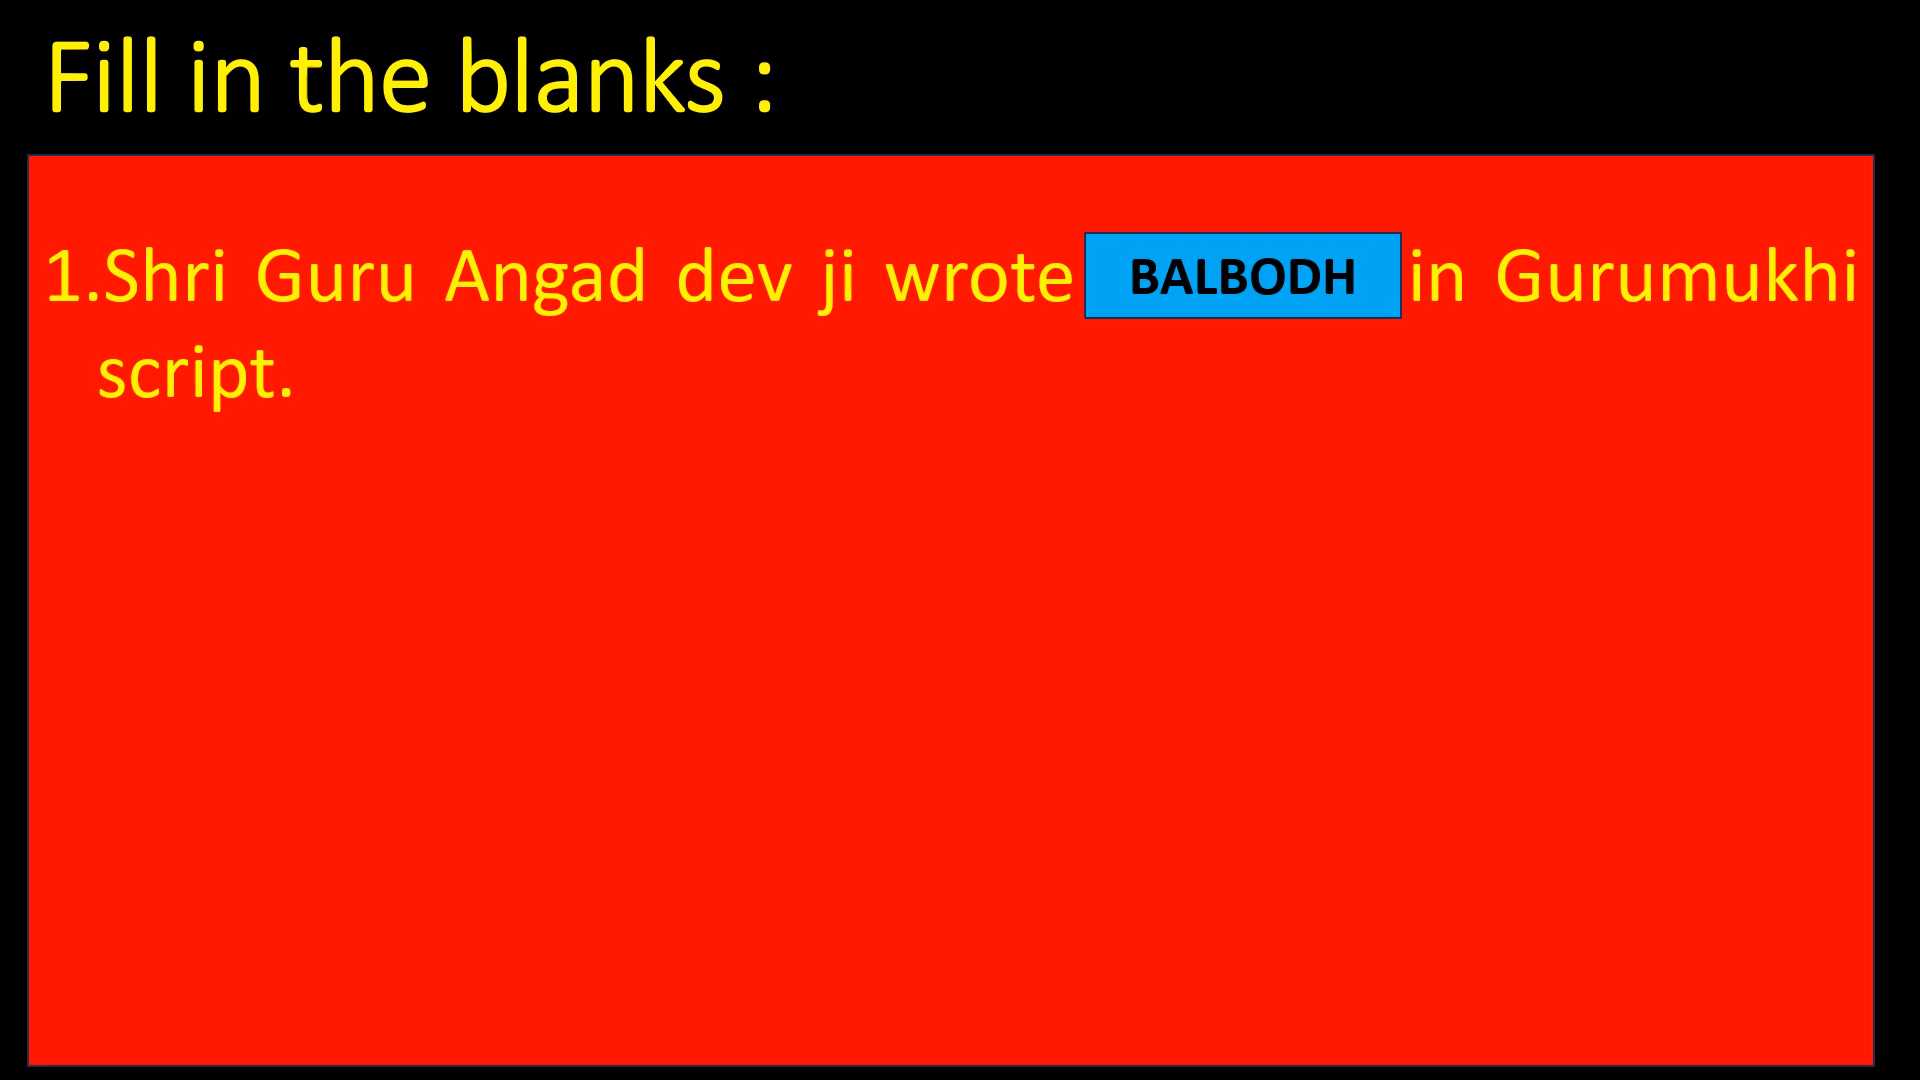 Fill in the blanks :
1.Shri Guru Angad dev ji wrote BALBODH in Gurumukhi
script.